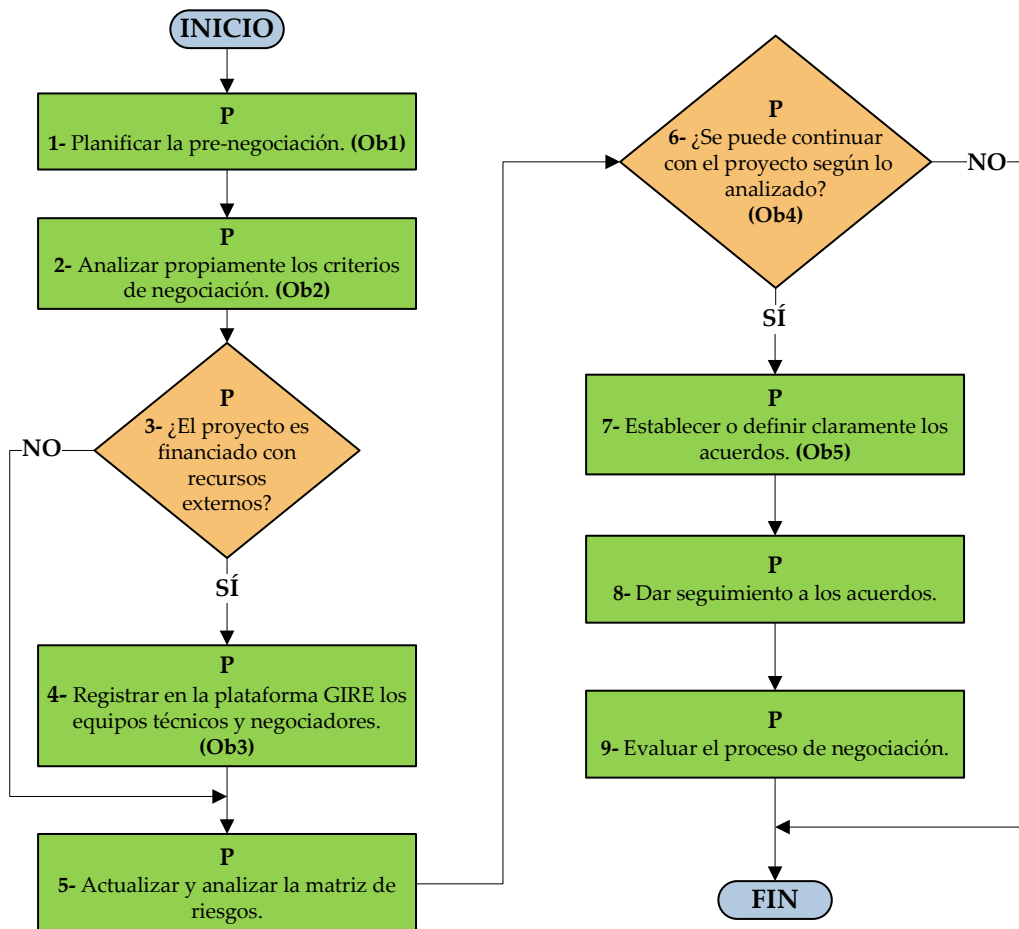 INICIO
P
1- Planificar la pre-negociación. (Ob1)
P
2- Analizar propiamente los criterios
de negociación. (Ob2)
P
3- ¿El proyecto es
financiado con
recursos
externos?
NO
SÍ
P
4- Registrar en la plataforma GIRE los
equipos técnicos y negociadores.
(Ob3)
P
5- Actualizar y analizar la matriz de
riesgos.
P
6- ¿Se puede continuar
con el proyecto según lo
analizado?
(Ob4)
NO
SÍ
P
7- Establecer o definir claramente los
acuerdos. (Ob5)
P
8- Dar seguimiento a los acuerdos.
P
9- Evaluar el proceso de negociación.
FIN